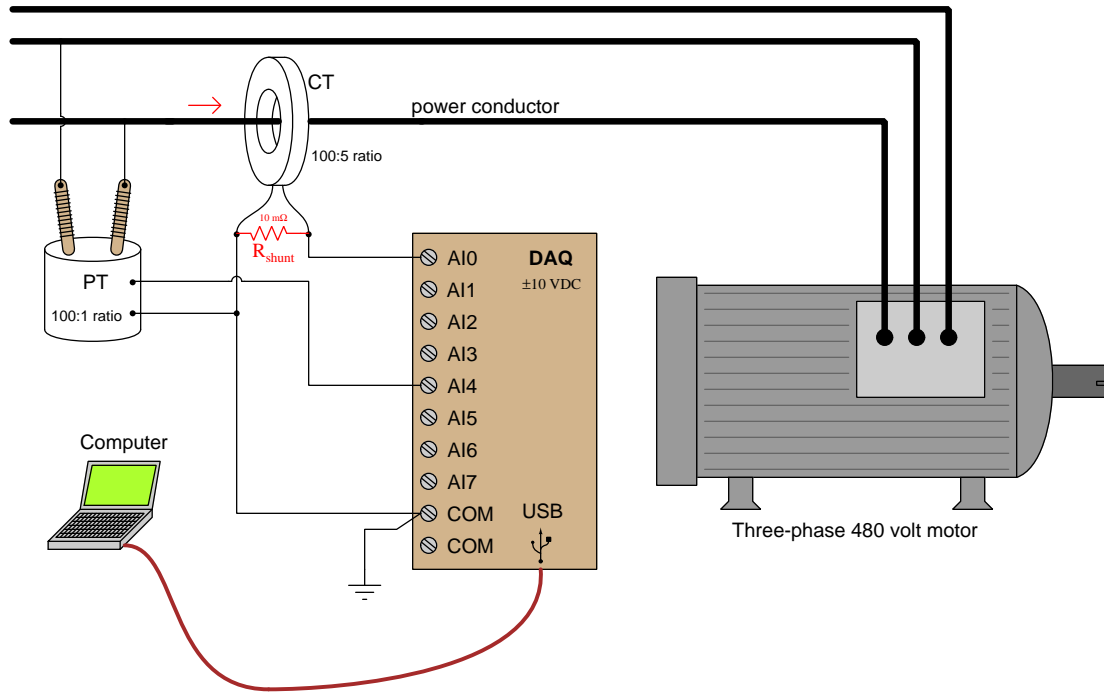 CT
power conductor
100:5 ratio
10 mΩ
Rshunt
PT
100:1 ratio
DAQ
±10 VDC
AI0
AI1
AI2
AI3
AI4
AI5
AI6
AI7
COM
COM
USB
Computer
Three-phase 480 volt motor